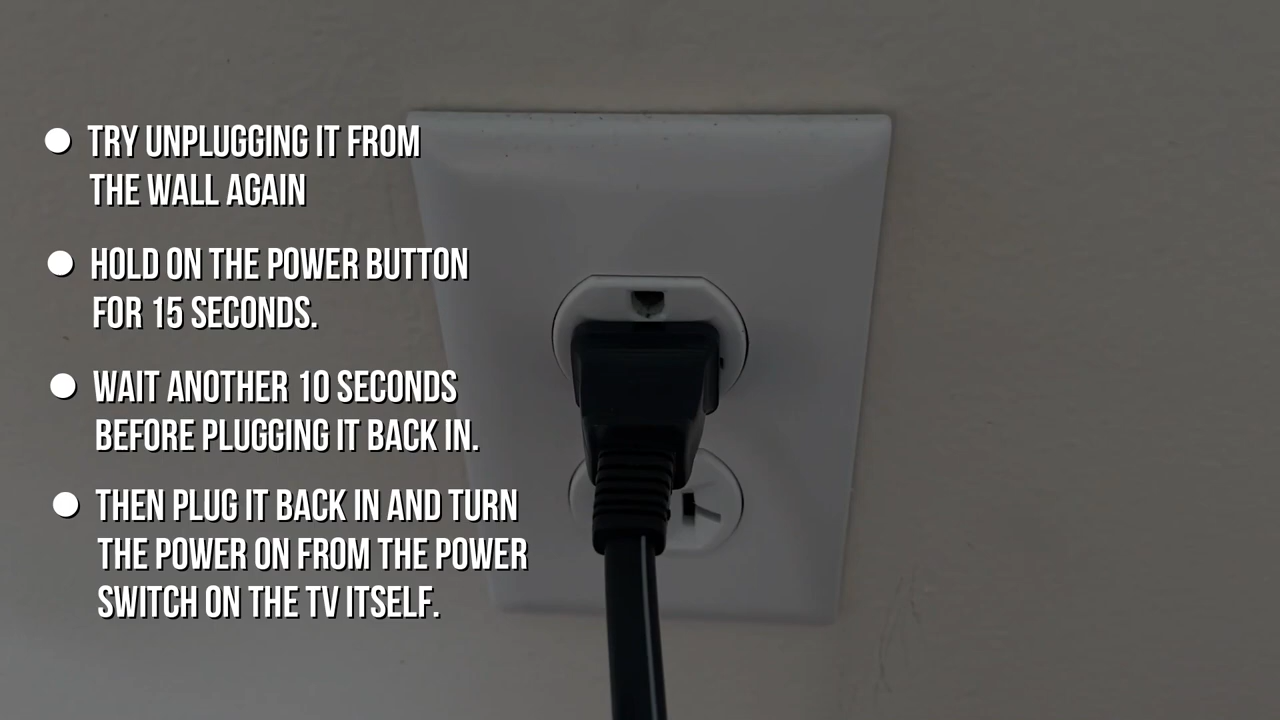 TRY UNPLUGGING IT FROM
THE WALL AGAIN
HOLD ON THE POWER BUTTON
FOR 15 SECONDS.
WAIT ANOTHER 10 SECONDS
BEFORE PLUGGING IT BACK IN.
THEN PLUG IT BACK IN AND TURN
THE POWER ON FROM THE POWER
SWITCH ON THE TV ITSELF.